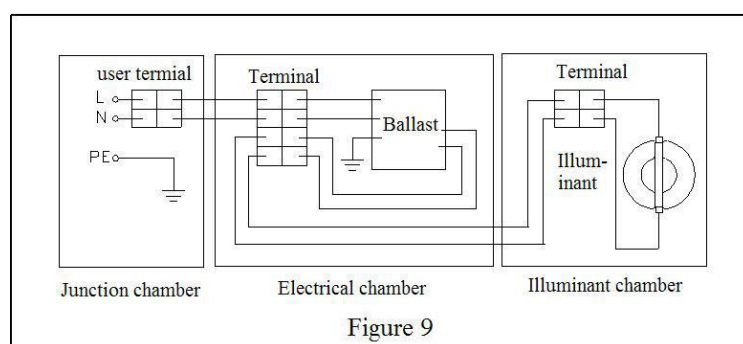 user termial
L
N
PE
Terminal
Ballast
Terminal
Illum-
inant
Junction chamber
Electrical chamber
Illuminant chamber
Figure 9